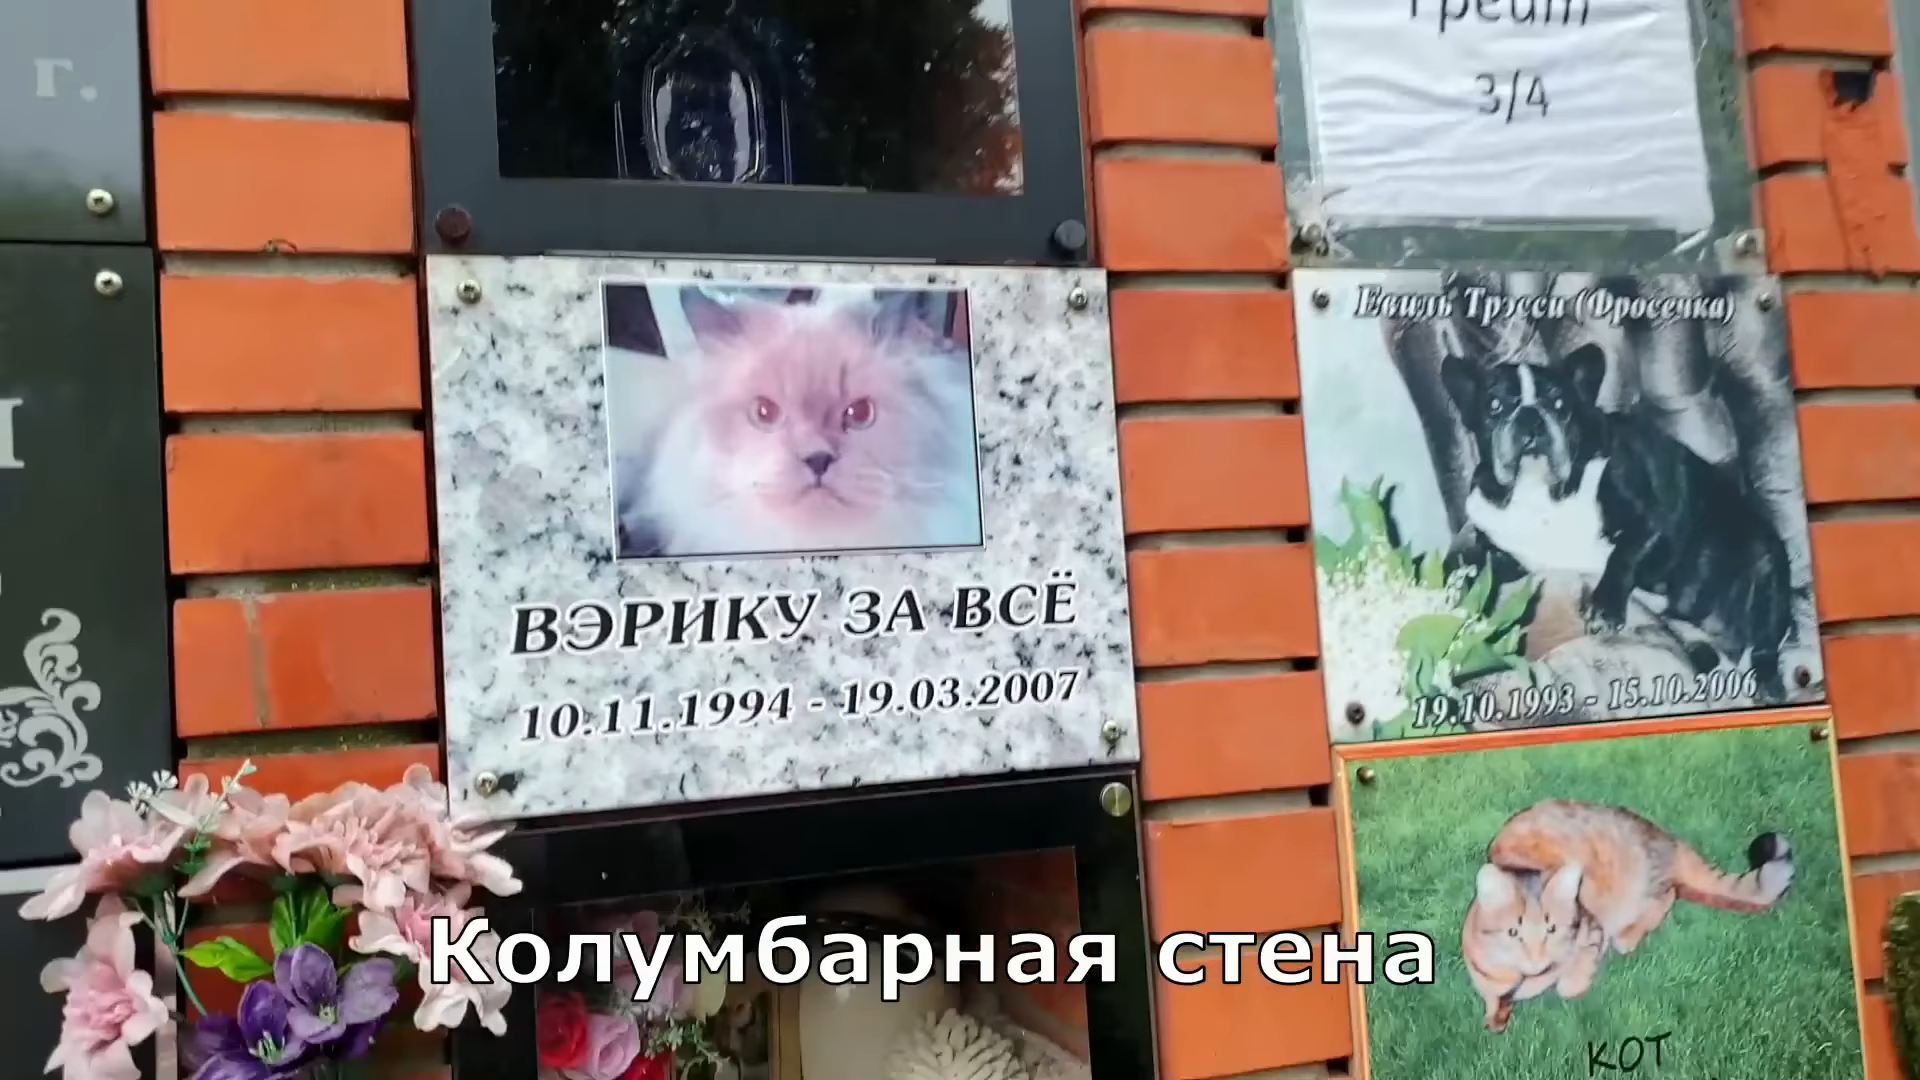 г.
Грейт
3/4
Евиль Трэсси (Фросечка)
19.10.1993 - 15.10.2006
ВЭРИКУ ЗА ВСЁ
10.11.1994 - 19.03.2007
КОТ
Колумбарная стена